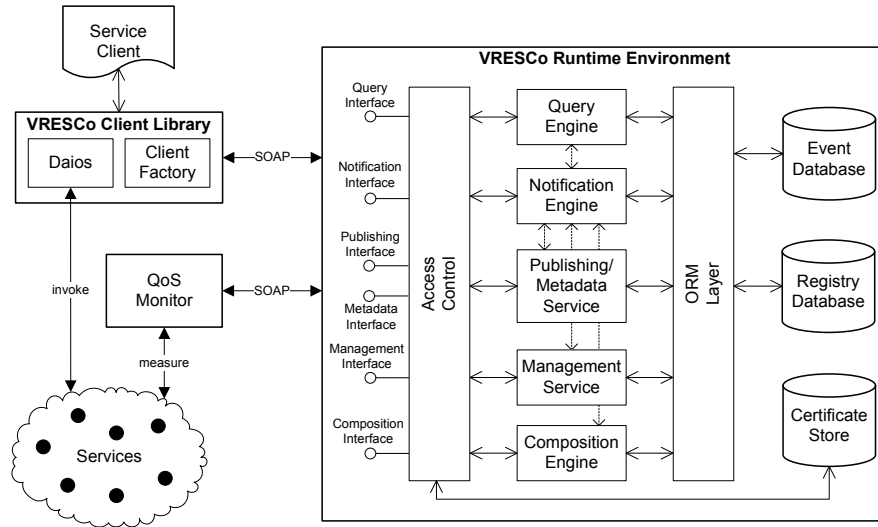 Service
Client
VRESCo Client Library
Daios
Client
Factory
SOAP
invoke
QoS
Monitor
SOAP
measure
Services
VRESCo Runtime Environment
Query
Interface
Notification
Interface
Publishing
Interface
Metadata
Interface
Management
Interface
Composition
Interface
Access
Control
Query
Engine
Notification
Engine
Publishing/
Metadata
Service
Management
Service
Composition
Engine
ORM
Layer
Event
Database
Registry
Database
Certificate
Store